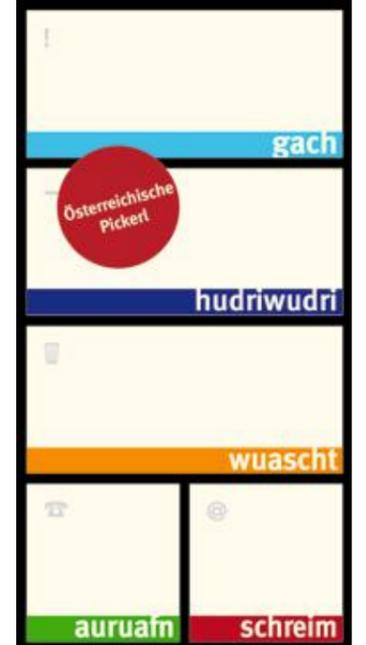 !
gach
Österreichische
Pickerl
hudriwudri
wuascht
auruafn
@
schreim